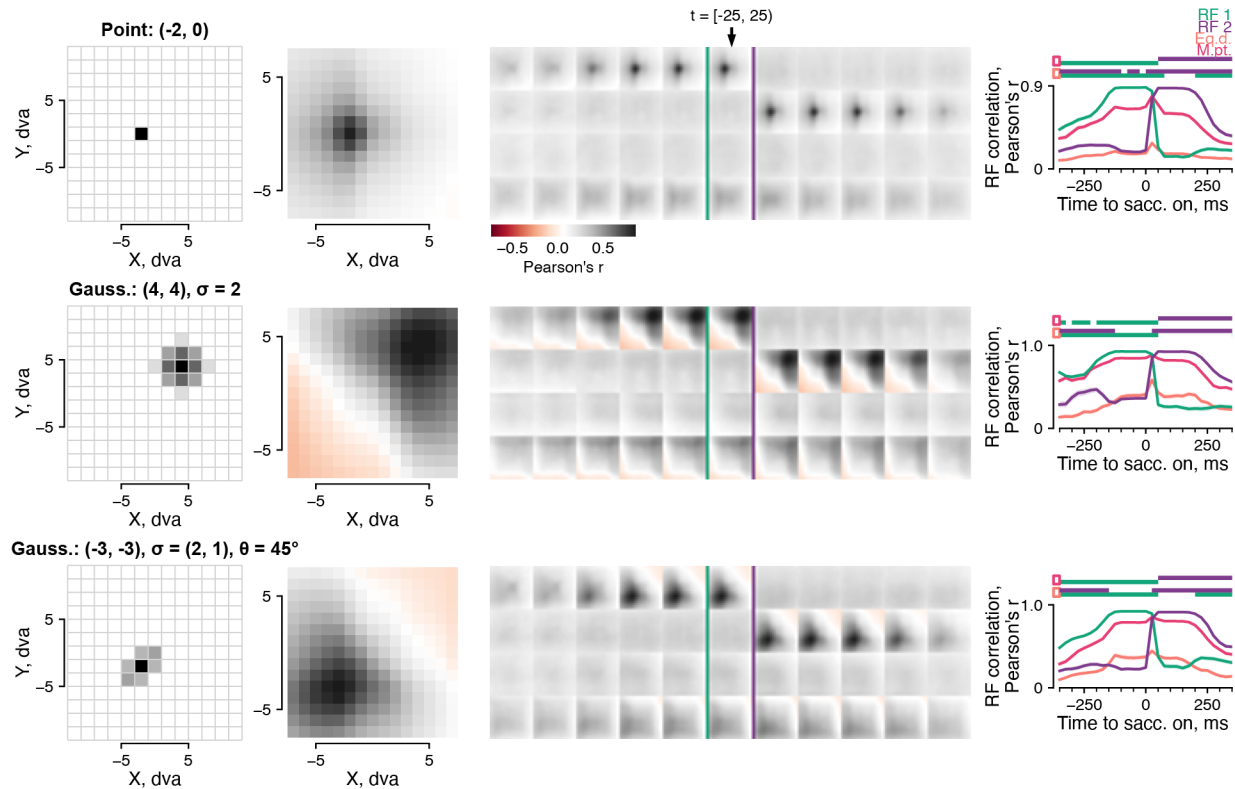 t = [-25, 25)
Point: (-2, 0)
RF 1
RF 2
Eq.d.
M.pt.
Y, dva
5
−5
−5
5
X, dva
5
−5
−5
5
X, dva
−0.5
0.0
0.5
Pearson's r
RF correlation,
Pearson's r
0.9
0
−250
0
250
Time to sacc. on, ms
Gauss.: (4, 4), σ = 2
Y, dva
5
−5
−5
5
X, dva
5
−5
−5
5
X, dva
RF correlation,
Pearson's r
1.0
0
−250
0
250
Time to sacc. on, ms
Gauss.: (-3, -3), σ = (2, 1), θ = 45°
Y, dva
5
−5
−5
5
X, dva
5
−5
−5
5
X, dva
RF correlation,
Pearson's r
1.0
0
−250
0
250
Time to sacc. on, ms